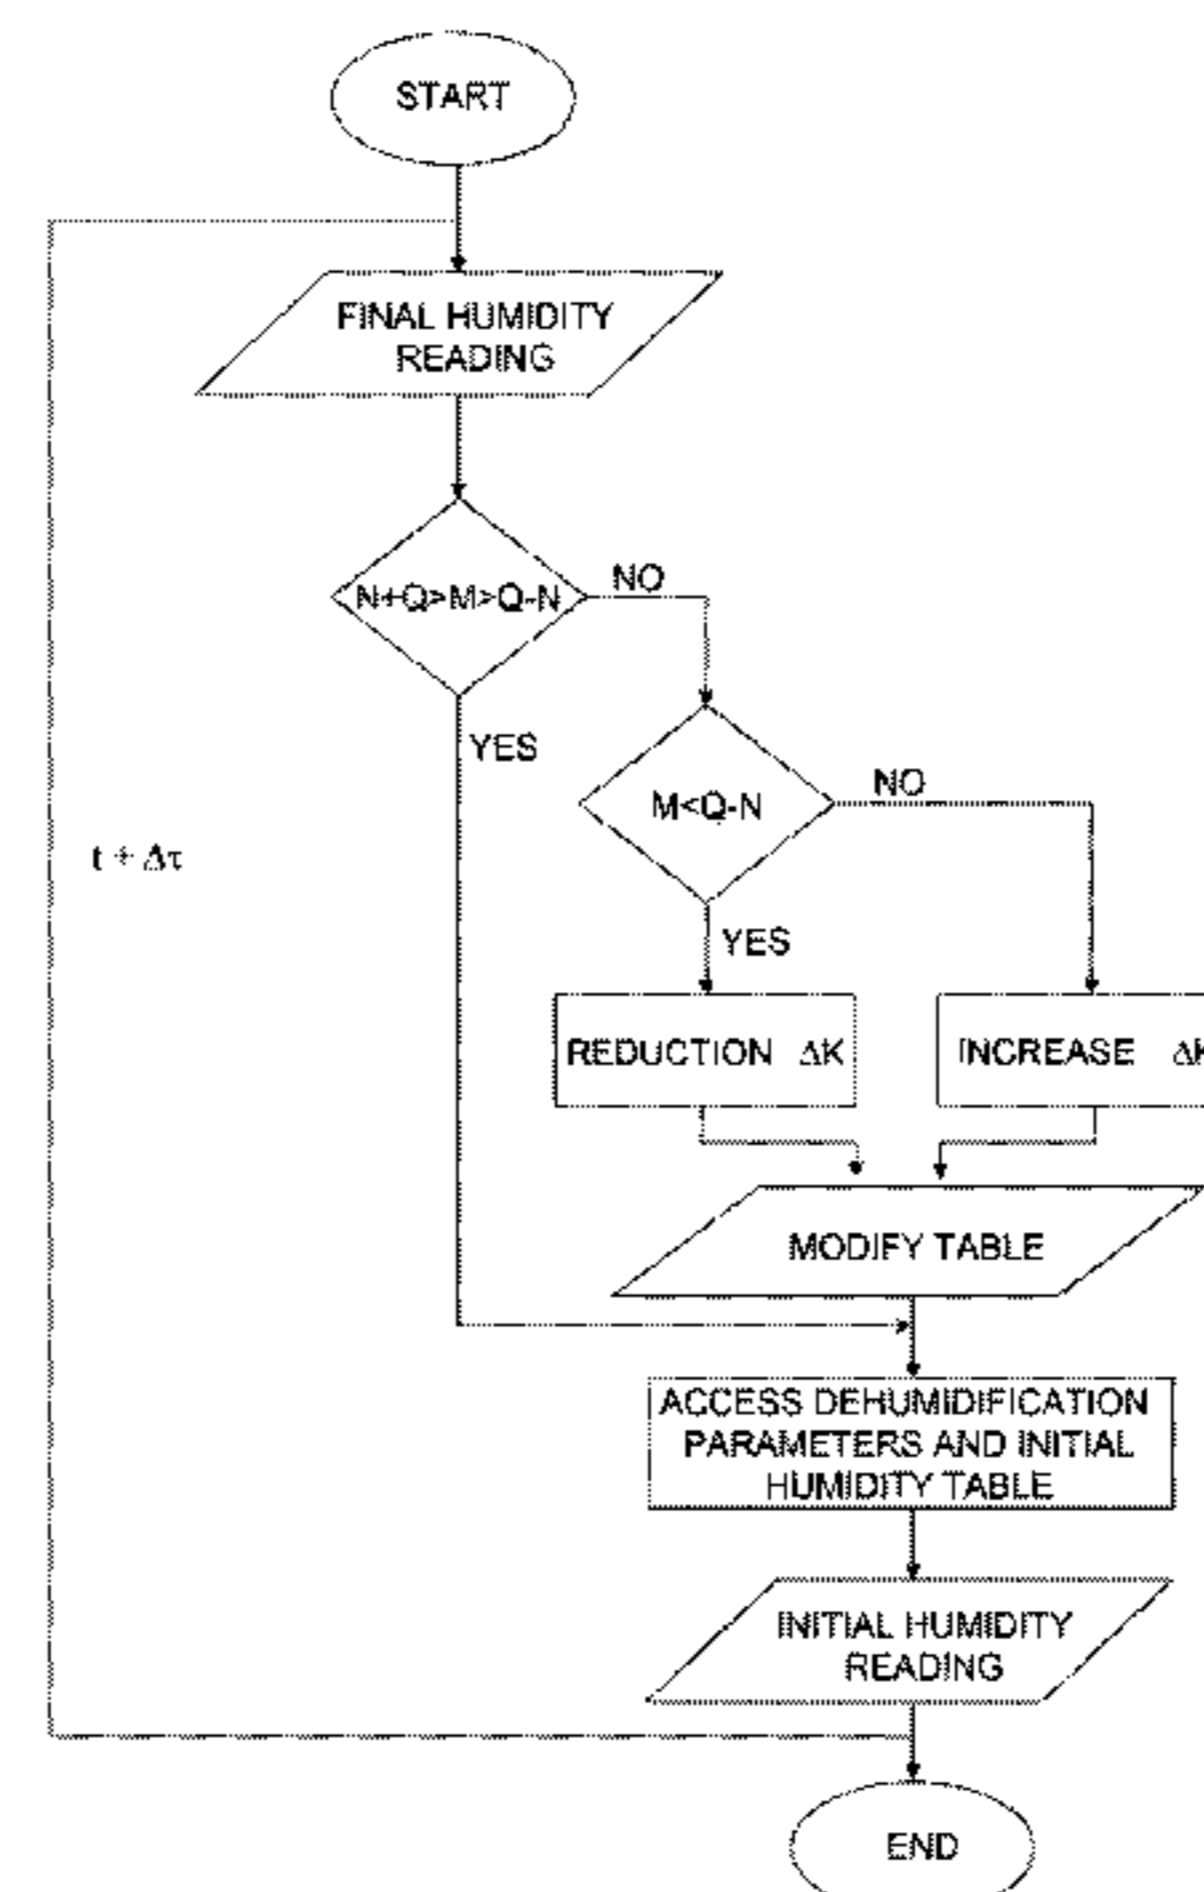 START
FINAL HUMIDITY
READING
N+Q>M>Q-N
NO
YES
M<Q-N
NO
t + Δτ
YES
REDUCTION ΔK
INCREASE ΔK
MODIFY TABLE
ACCESS DEHUMIDIFICATION
PARAMETERS AND INITIAL
HUMIDITY TABLE
INITIAL HUMIDITY
READING
END